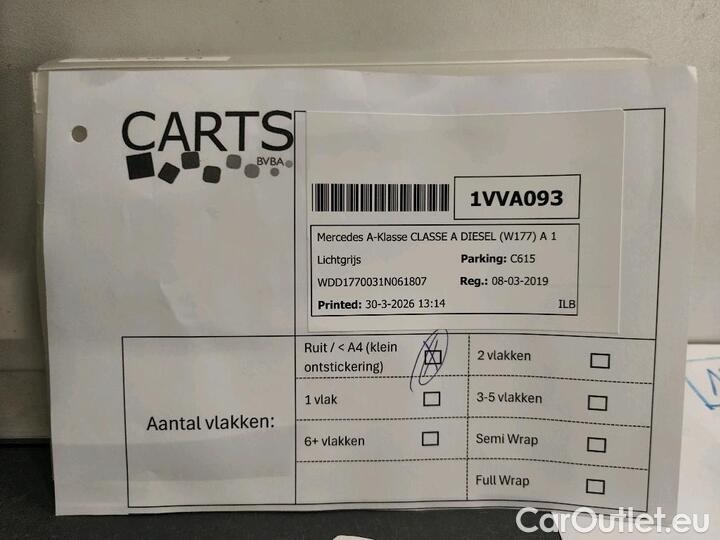 CARTS
BVBA
1VVA093
Mercedes A-Klasse CLASSE A DIESEL (W177) A 1
Lichtgrijs Parking: C615
WDD1770031N061807 Reg.: 08-03-2019
Printed: 30-3-2026 13:14 ILB
Aantal vlakken:
Ruit / < A4 (klein
ontstickering)
2 vlakken
1 vlak
3-5 vlakken
6+ vlakken
Semi Wrap
Full Wrap
CarOutlet.eu